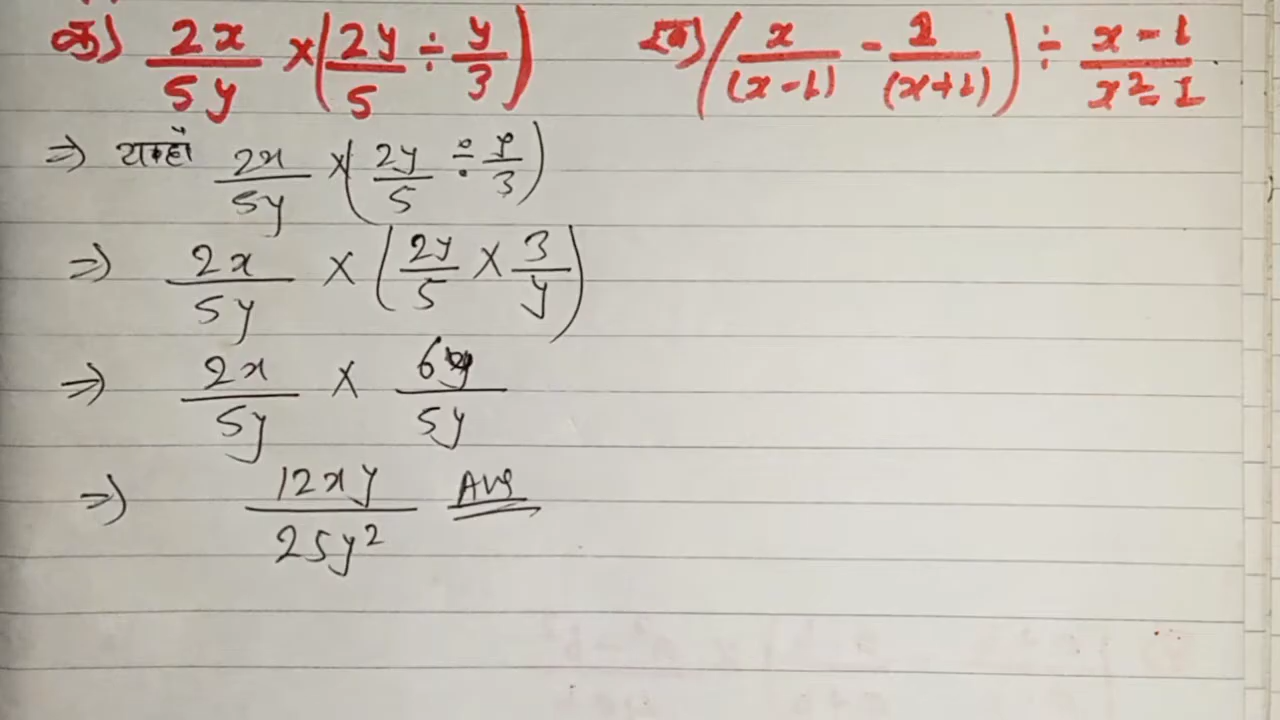 क) 2x/5y × (2y/5 ÷ y/3) ख) (x/(x-1) - 1/(x+1)) ÷ x-1/x²-1
⇒ यहाँ 2x/5y × (2y/5 ÷ y/3)
⇒ 2x/5y × (2y/5 × 3/y)
⇒ 2x/5y × 6y/5y
⇒ 12xy/25y² Ans